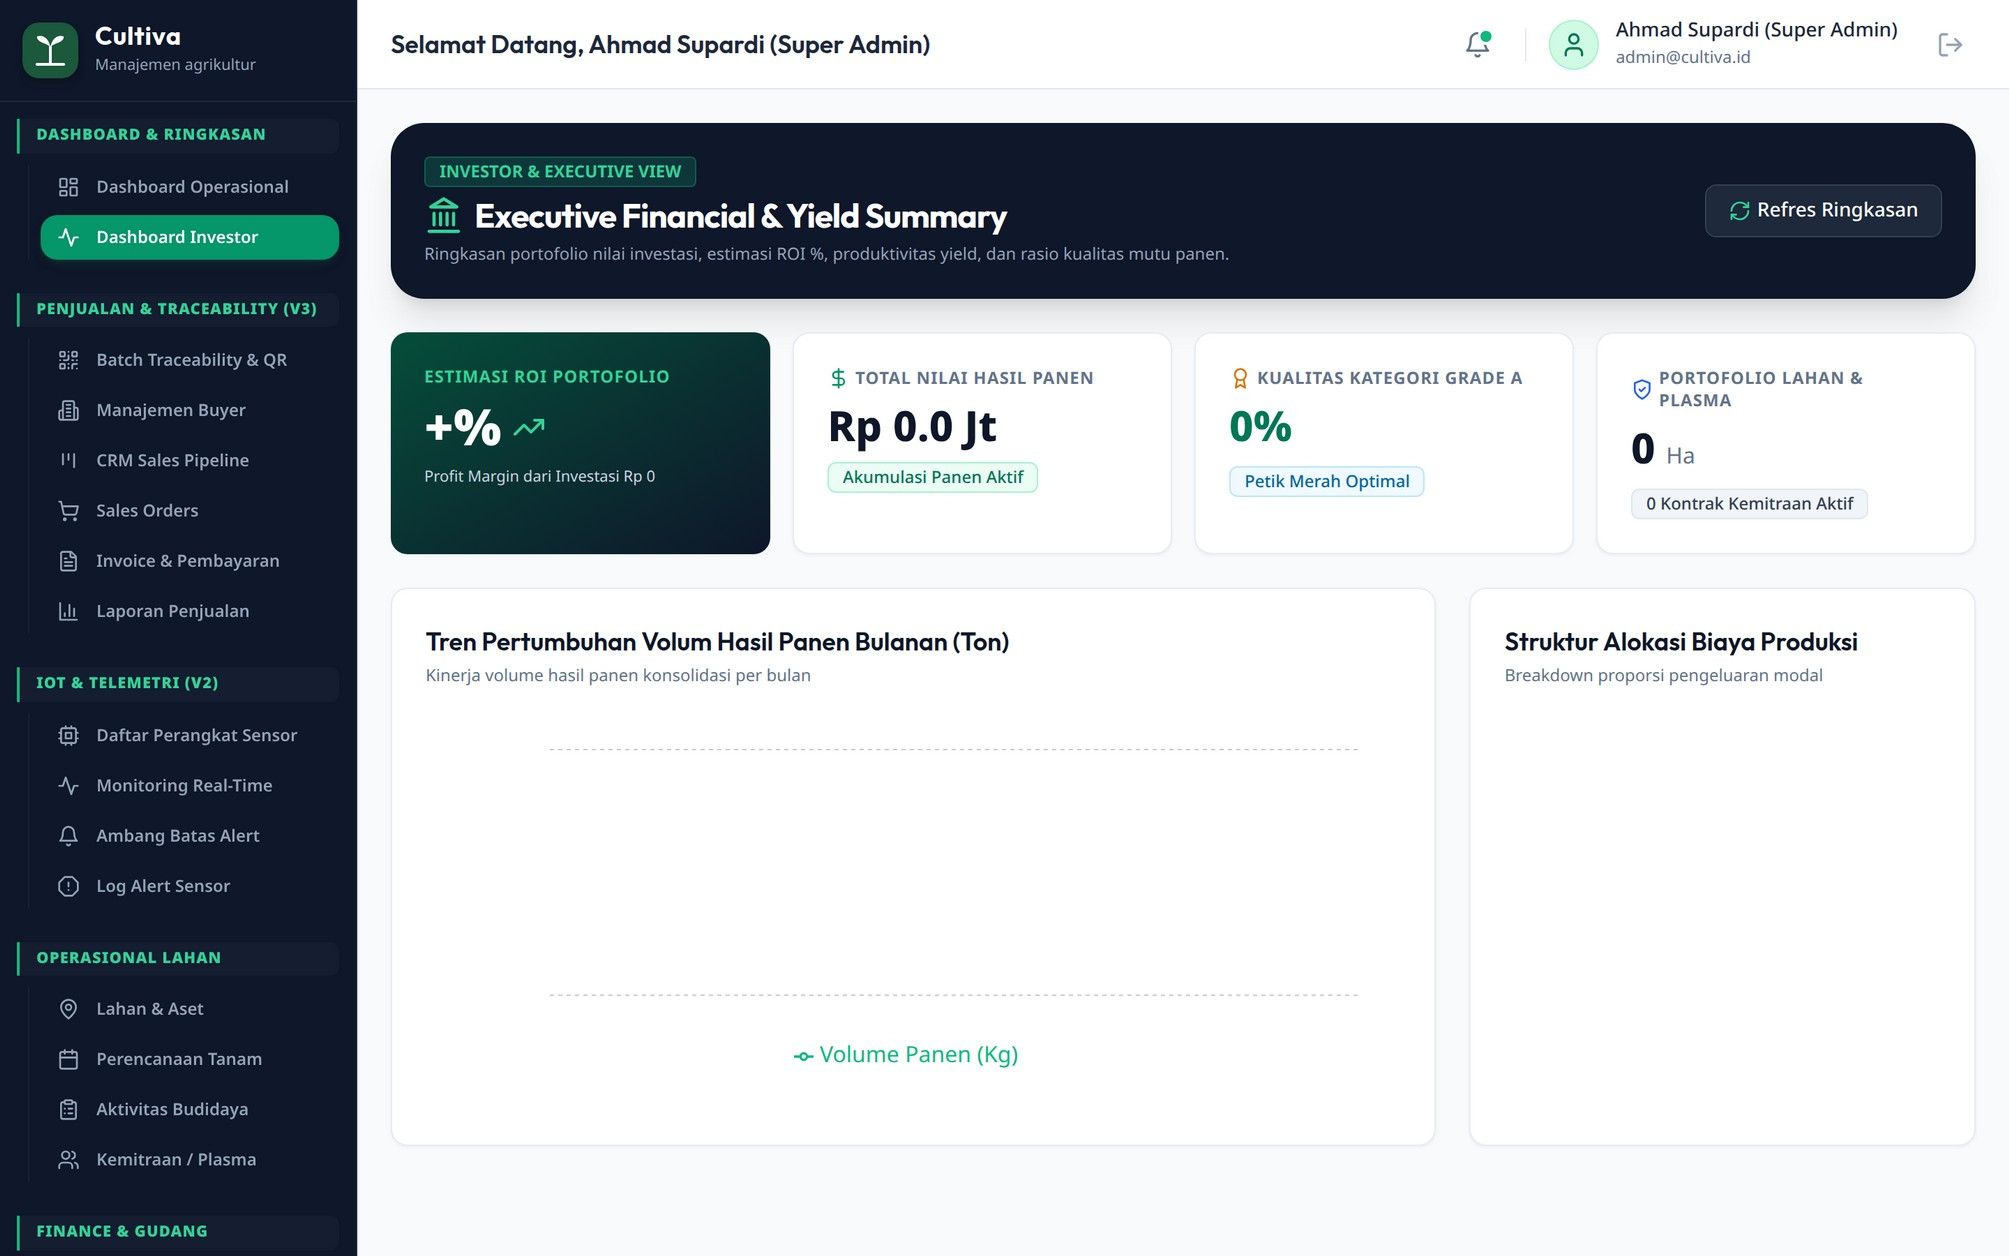 Cultiva
Manajemen agrikultur
DASHBOARD & RINGKASAN
Dashboard Operasional
Dashboard Investor
PENJUALAN & TRACEABILITY (V3)
Batch Traceability & QR
Manajemen Buyer
CRM Sales Pipeline
Sales Orders
Invoice & Pembayaran
Laporan Penjualan
IOT & TELEMETRI (V2)
Daftar Perangkat Sensor
Monitoring Real-Time
Ambang Batas Alert
Log Alert Sensor
OPERASIONAL LAHAN
Lahan & Aset
Perencanaan Tanam
Aktivitas Budidaya
Kemitraan / Plasma
FINANCE & GUDANG
Selamat Datang, Ahmad Supardi (Super Admin)
Ahmad Supardi (Super Admin)
admin@cultiva.id
INVESTOR & EXECUTIVE VIEW
Executive Financial & Yield Summary
Ringkasan portofolio nilai investasi, estimasi ROI %, produktivitas yield, dan rasio kualitas mutu panen.
Refres Ringkasan
ESTIMASI ROI PORTOFOLIO
+%
Profit Margin dari Investasi Rp 0
TOTAL NILAI HASIL PANEN
Rp 0.0 Jt
Akumulasi Panen Aktif
KUALITAS KATEGORI GRADE A
0%
Petik Merah Optimal
PORTOFOLIO LAHAN &
PLASMA
0 Ha
0 Kontrak Kemitraan Aktif
Tren Pertumbuhan Volum Hasil Panen Bulanan (Ton)
Kinerja volume hasil panen konsolidasi per bulan
Volume Panen (Kg)
Struktur Alokasi Biaya Produksi
Breakdown proporsi pengeluaran modal